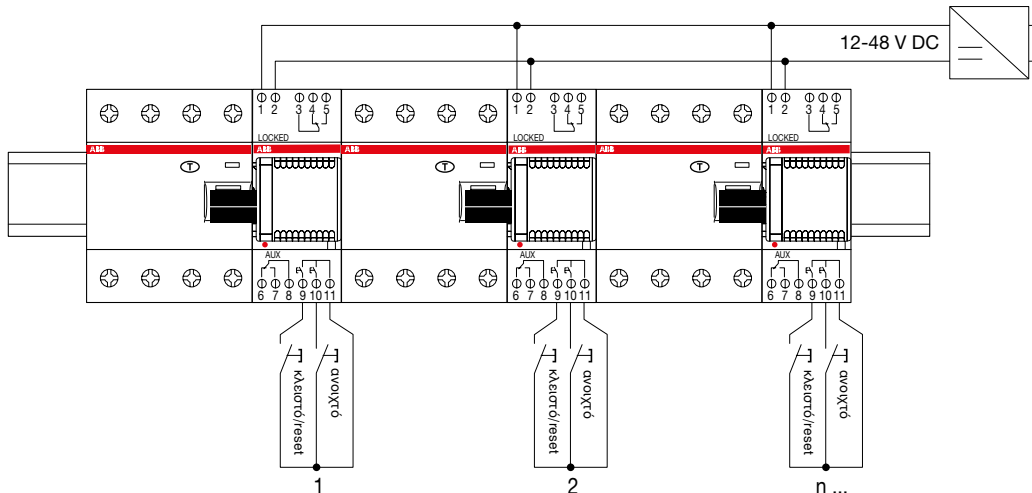 12-48 V DC
1 2 3 4 5
1 2 3 4 5
1 2 3 4 5
LOCKED
LOCKED
LOCKED
ABB
ABB
ABB
ABB
ABB
ABB
T
T
T
AUX
AUX
AUX
6 7 8 9 10 11
6 7 8 9 10 11
6 7 8 9 10 11
κλειστό/reset
ανοιχτό
κλειστό/reset
ανοιχτό
κλειστό/reset
ανοιχτό
1
2
n ...